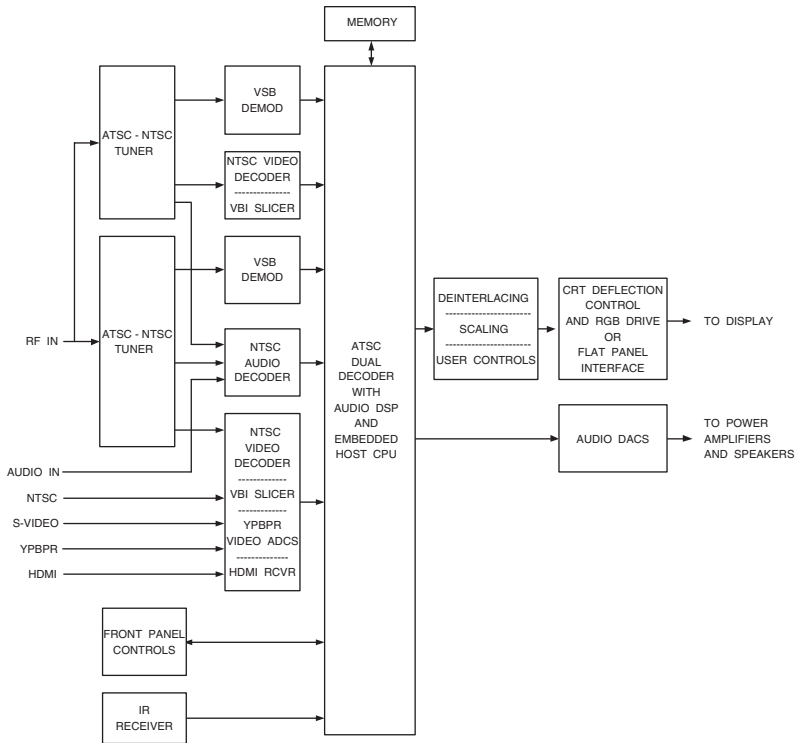 MEMORY
ATSC - NTSC
TUNER
VSB
DEMOD
NTSC VIDEO
DECODER
---------------
VBI SLICER
ATSC - NTSC
TUNER
VSB
DEMOD
RF IN
NTSC
AUDIO
DECODER
AUDIO IN
NTSC
S-VIDEO
YPBPR
HDMI
NTSC
VIDEO
DECODER
-------------
VBI SLICER
-------------
YPBPR
VIDEO ADCS
--------------
HDMI RCVR
FRONT PANEL
CONTROLS
IR
RECEIVER
ATSC
DUAL
DECODER
WITH
AUDIO DSP
AND
EMBEDDED
HOST CPU
DEINTERLACING
-------------------
SCALING
-------------------
USER CONTROLS
CRT DEFLECTION
CONTROL
AND RGB DRIVE
OR
FLAT PANEL
INTERFACE
TO DISPLAY
AUDIO DACS
TO POWER
AMPLIFIERS
AND SPEAKERS